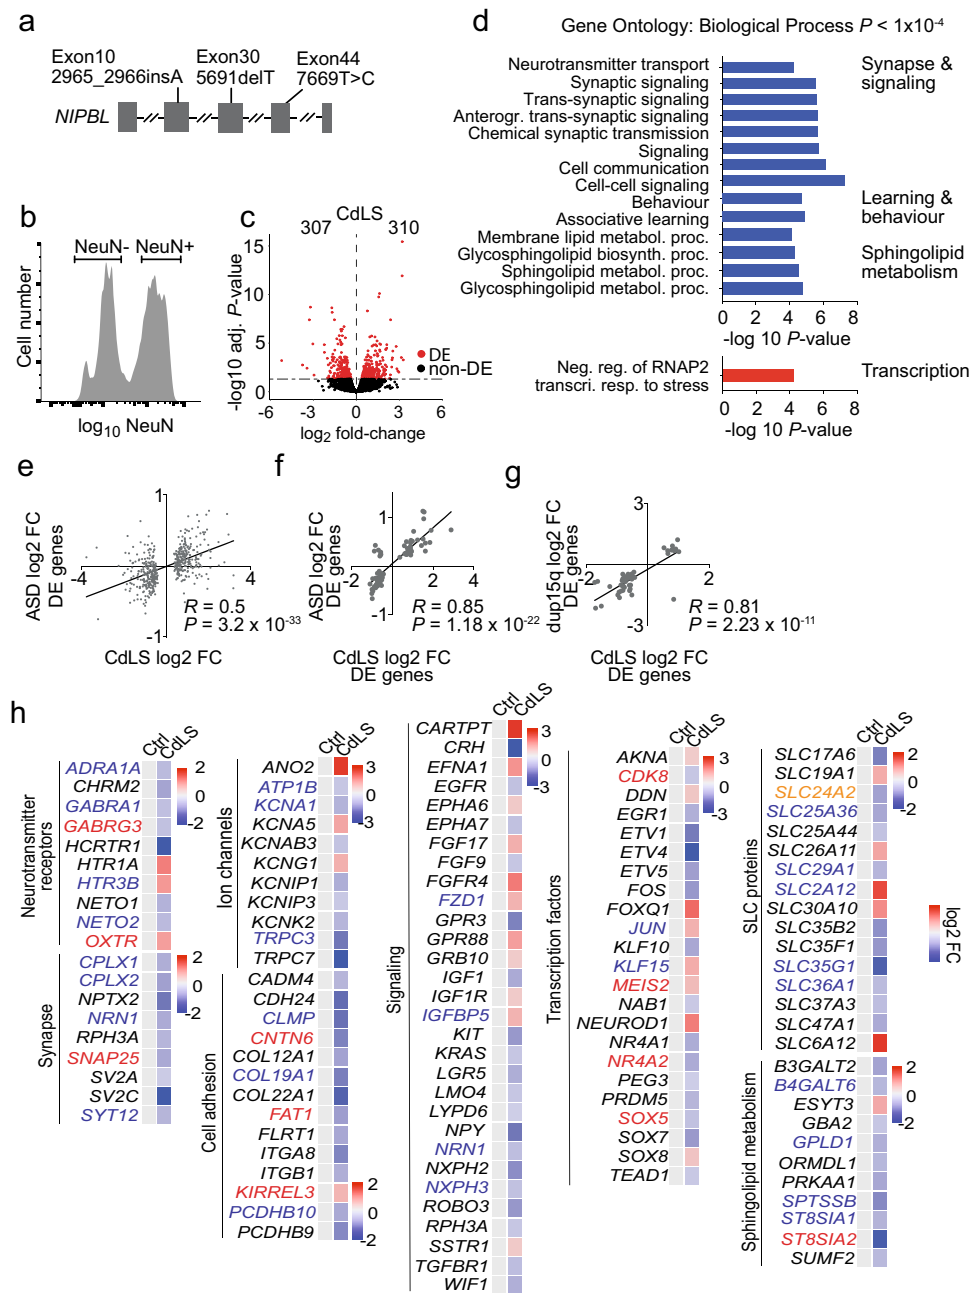 a
Exon10
2965_2966insA
Exon30
5691delT
Exon44
7669T>C
NIPBL
b
NeuN-
NeuN+
Cell number
log10 NeuN
c
CdLS
307
310
15
10
5
0
-log10 adj. P-value
DE
non-DE
-6 -3 0 3 6
log2 fold-change
d
Gene Ontology: Biological Process P < 1x10-4
Neurotransmitter transport
Synaptic signaling
Trans-synaptic signaling
Anterogr. trans-synaptic signaling
Chemical synaptic transmission
Signaling
Cell communication
Cell-cell signaling
Behaviour
Associative learning
Membrane lipid metabol. proc.
Glycosphingolipid biosynth. proc.
Sphingolipid metabol. proc.
Glycosphingolipid metabol. proc.
Synapse &
signaling
Learning &
behaviour
Sphingolipid
metabolism
0 2 4 6 8
-log 10 P-value
Neg. reg. of RNAP2
transcri. resp. to stress
Transcription
0 2 4 6 8
-log 10 P-value
e
1
-4
4
-1
ASD log2 FC
DE genes
R = 0.5
P = 3.2 x 10-33
CdLS log2 FC
f
1
-2
2
4
-1
ASD log2 FC
DE genes
R = 0.85
P = 1.18 x 10-22
CdLS log2 FC
DE genes
g
3
-2
2
-3
dup15q log2 FC
DE genes
R = 0.81
P = 2.23 x 10-11
CdLS log2 FC
DE genes
h
Ctrl
CdLS
Neurotransmitter
receptors
ADRA1A
CHRM2
GABRA1
GABRG3
HCRTR1
HTR1A
HTR3B
NETO1
NETO2
OXTR
2
0
-2
Synapse
CPLX1
CPLX2
NPTX2
NRN1
RPH3A
SNAP25
SV2A
SV2C
SYT12
2
0
-2
Ctrl
CdLS
Ion channels
ANO2
ATP1B
KCNA1
KCNA5
KCNAB3
KCNG1
KCNIP1
KCNIP3
KCNK2
TRPC3
TRPC7
3
0
-3
Cell adhesion
CADM4
CDH24
CLMP
CNTN6
COL12A1
COL19A1
COL22A1
FAT1
FLRT1
ITGA8
ITGB1
KIRREL3
PCDHB10
PCDHB9
2
0
-2
Ctrl
CdLS
Signaling
CARTPT
CRH
EFNA1
EGFR
EPHA6
EPHA7
FGF17
FGF9
FGFR4
FZD1
GPR3
GPR88
GRB10
IGF1
IGF1R
IGFBP5
KIT
KRAS
LGR5
LMO4
LYPD6
NPY
NRN1
NXPH2
NXPH3
ROBO3
RPH3A
SSTR1
TGFBR1
WIF1
3
0
-3
Ctrl
CdLS
Transcription factors
AKNA
CDK8
DDN
EGR1
ETV1
ETV4
ETV5
FOS
FOXQ1
JUN
KLF10
KLF15
MEIS2
NAB1
NEUROD1
NR4A1
NR4A2
PEG3
PRDM5
SOX5
SOX7
SOX8
TEAD1
3
0
-3
Ctrl
CdLS
SLC proteins
SLC17A6
SLC19A1
SLC24A2
SLC25A36
SLC25A44
SLC26A11
SLC29A1
SLC2A12
SLC30A10
SLC35B2
SLC35F1
SLC35G1
SLC36A1
SLC37A3
SLC47A1
SLC6A12
2
0
-2
log2 FC
Sphingolipid metabolism
B3GALT2
B4GALT6
ESYT3
GBA2
GPLD1
ORMDL1
PRKAA1
SPTSSB
ST8SIA1
ST8SIA2
SUMF2
2
0
-2